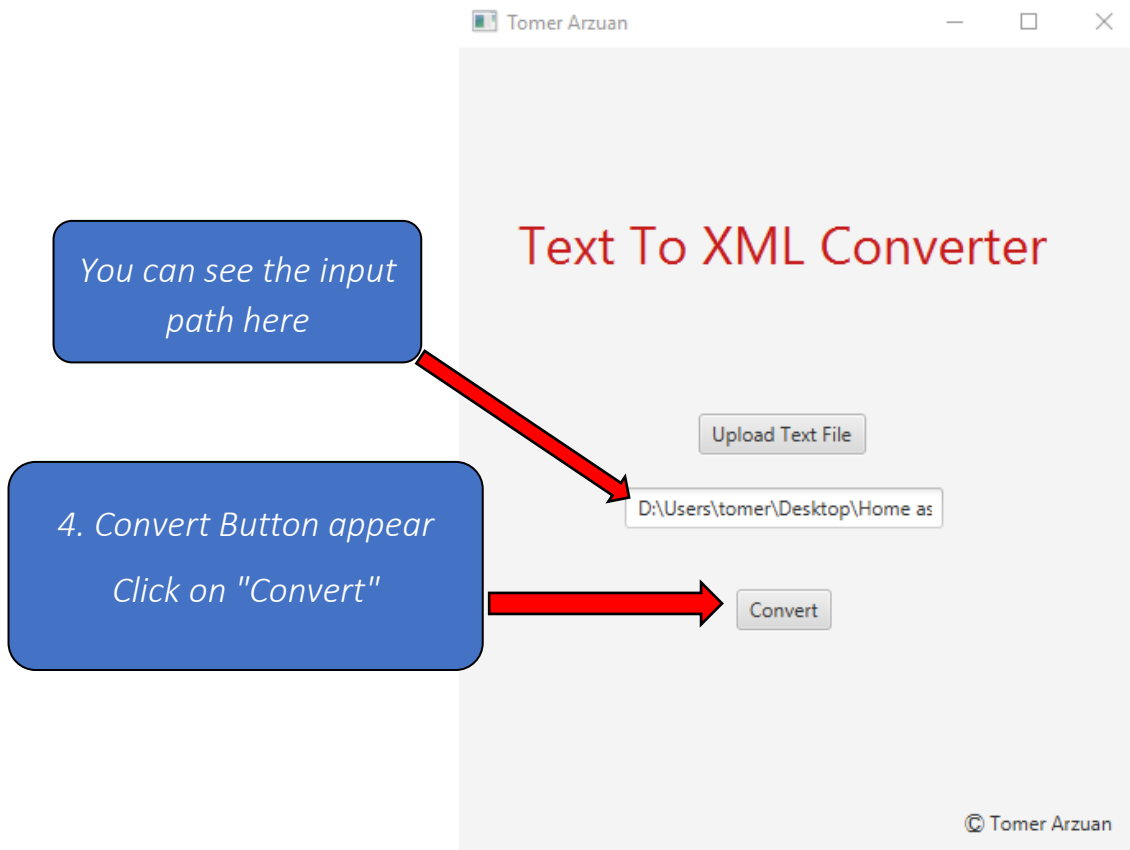 Tomer Arzuan
Text To XML Converter
You can see the input
path here
Upload Text File
D:\Users\tomer\Desktop\Home as
4. Convert Button appear
Click on "Convert"
Convert
© Tomer Arzuan